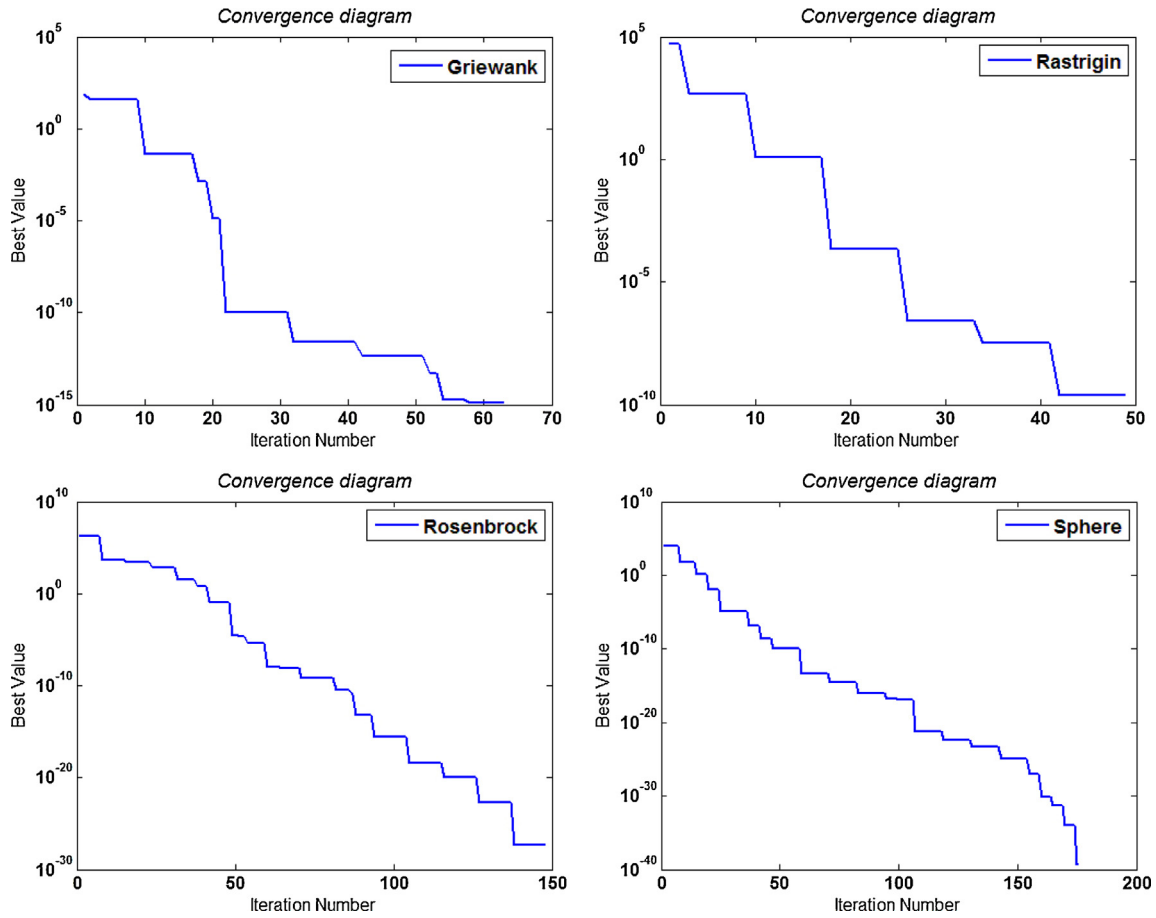 Convergence diagram
Griewank
10^5
10^0
10^-5
10^-10
10^-15
Best Value
0 10 20 30 40 50 60 70
Iteration Number
Convergence diagram
Rastrigin
10^5
10^0
10^-5
10^-10
Best Value
0 10 20 30 40 50
Iteration Number
Convergence diagram
Rosenbrock
10^10
10^0
10^-10
10^-20
10^-30
Best Value
0 50 100 150
Iteration Number
Convergence diagram
Sphere
10^10
10^0
10^-10
10^-20
10^-30
10^-40
Best Value
0 50 100 150 200
Iteration Number